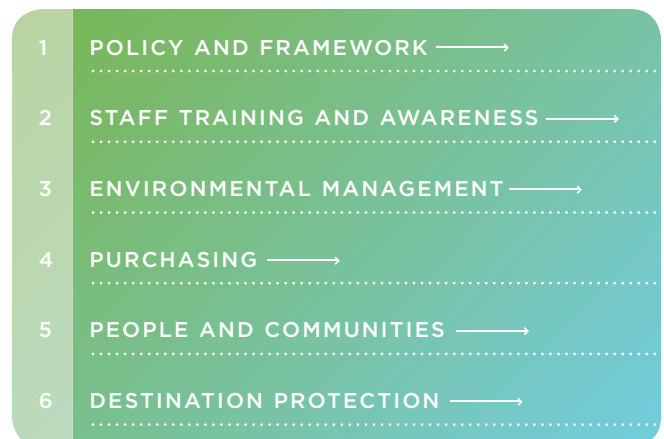 1 POLICY AND FRAMEWORK
2 STAFF TRAINING AND AWARENESS
3 ENVIRONMENTAL MANAGEMENT
4 PURCHASING
5 PEOPLE AND COMMUNITIES
6 DESTINATION PROTECTION